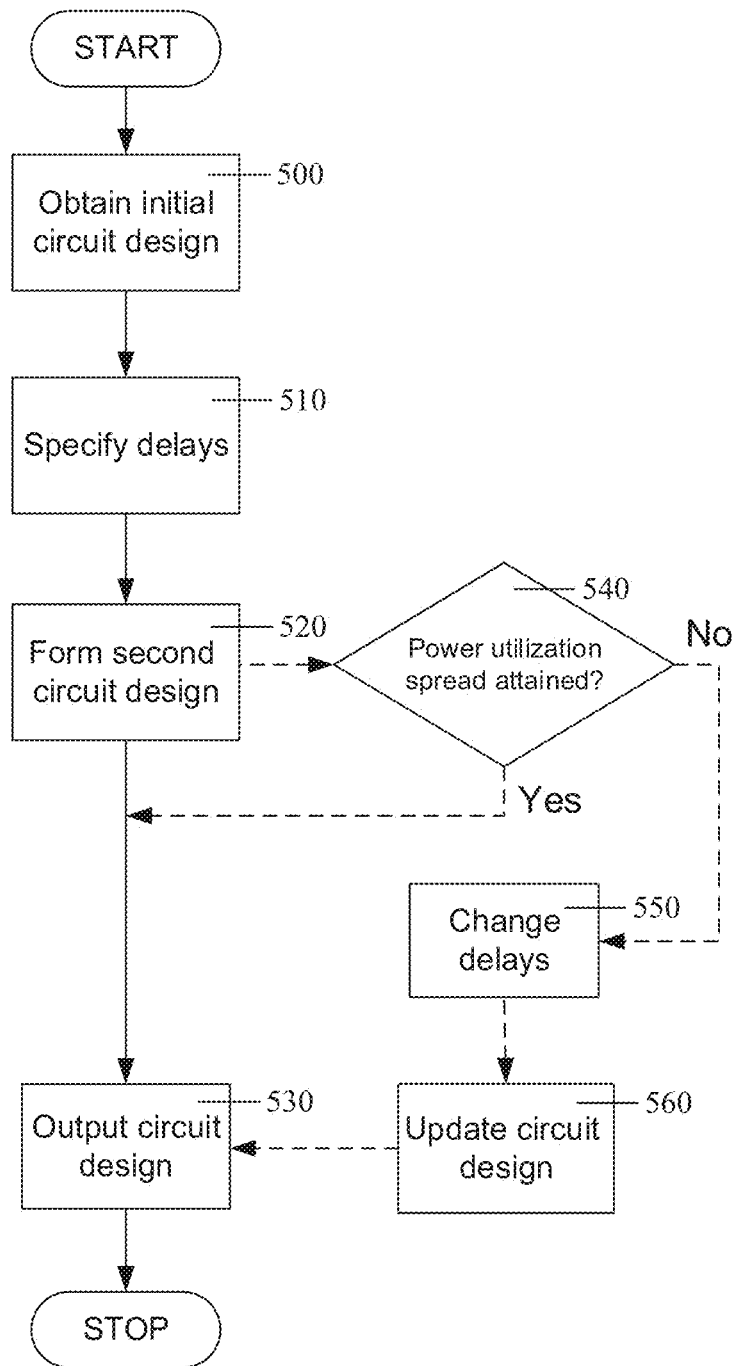 START
500
Obtain initial
circuit design
510
Specify delays
520
Form second
circuit design
540
Power utilization
spread attained?
No
Yes
550
Change
delays
530
Output circuit
design
560
Update circuit
design
STOP